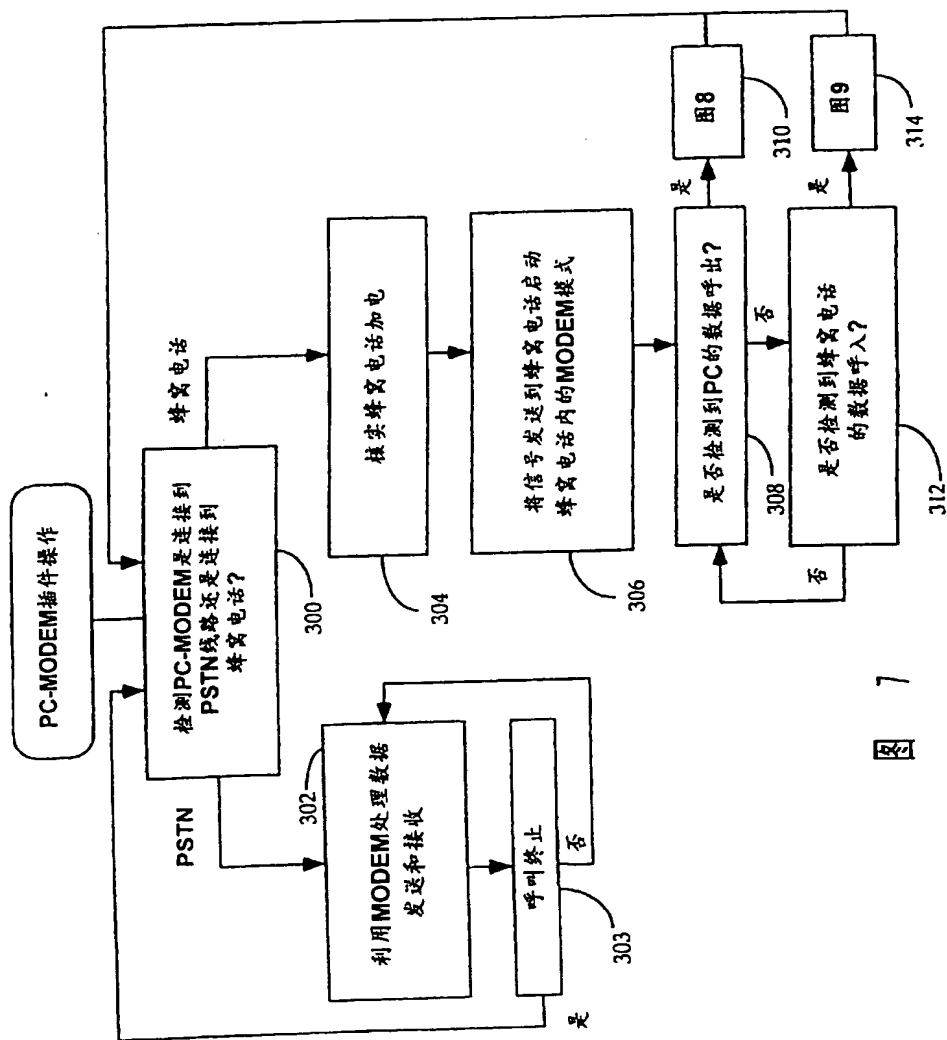 PC-MODEM插件操作
检测PC-MODEM是连接到
PSTN线路还是连接到
蜂窝电话?
300
PSTN
蜂窝电话
302
利用MODEM处理数据
发送和接收
呼叫终止
303
是
否
核实蜂窝电话加电
304
将信号发送到蜂窝电话启动
蜂窝电话内的MODEM模式
306
是否检测到PC的数据呼出?
308
是
否
图8
310
是否检测到蜂窝电话
的数据呼入?
312
是
否
图9
314
图 7